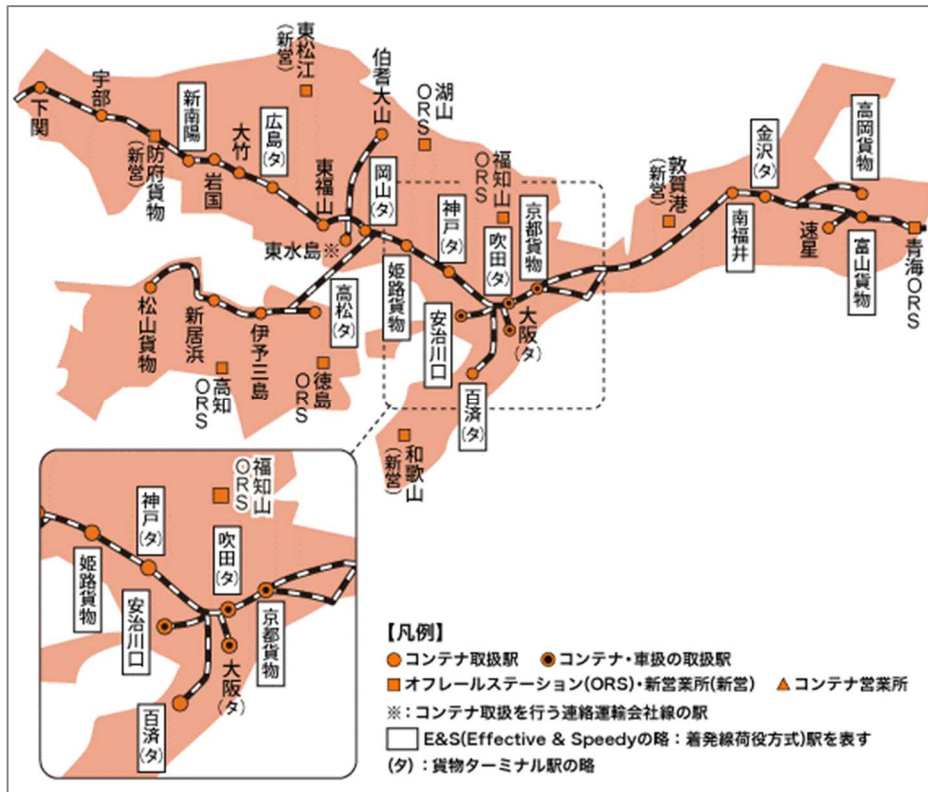 下関
宇部
防府貨物
(新営)
新南陽
岩国
大竹
広島(タ)
東松江
(新営)
東福山
伯耆大山
東水島※
岡山(タ)
湖山
ORS
姫路貨物
神戸(タ)
福知山
ORS
吹田(タ)
京都貨物
安治川口
大阪(タ)
百済(タ)
和歌山
(新営)
敦賀港
(新営)
南福井
金沢(タ)
高岡貨物
速星
富山貨物
青海ORS
松山貨物
新居浜
伊予三島
高松(タ)
高知
ORS
徳島
ORS
福知山
ORS
神戸(タ)
姫路貨物
吹田(タ)
安治川口
京都貨物
大阪(タ)
百済(タ)
【凡例】
コンテナ取扱駅 コンテナ・車扱の取扱駅
オフレールステーション(ORS)・新営業所(新営) コンテナ営業所
※:コンテナ取扱を行う連絡運輸会社線の駅
E&S(Effective & Speedyの略:着発線荷役方式)駅を表す
(タ):貨物ターミナル駅の略